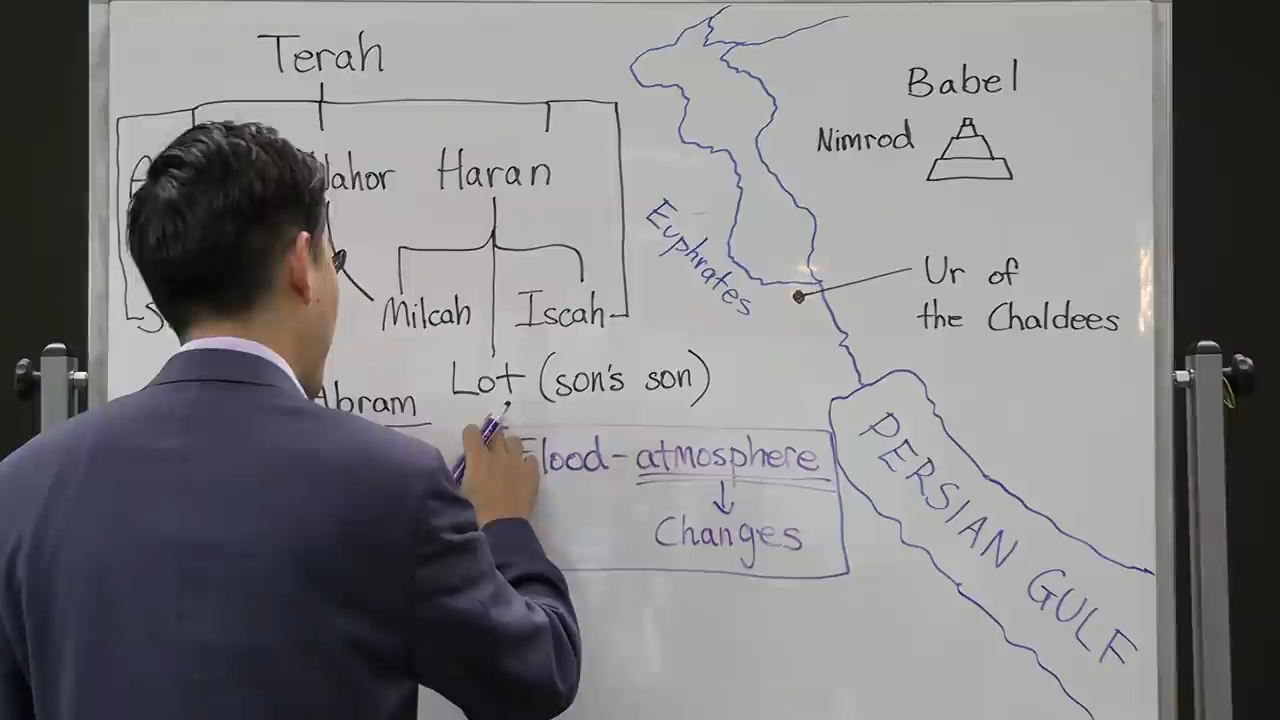 Terah
Haran
Milcah
Iscah
Lot (son's son)
Abram
Flood - atmosphere
↓
Changes
Euphrates
Babel
Nimrod
Ur of
the Chaldees
PERSIAN GULF